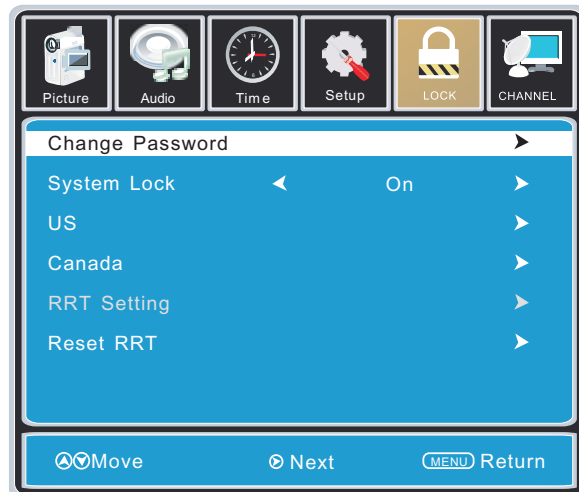 Picture Audio Time Setup LOCK CHANNEL
Change Password
System Lock On
US
Canada
RRT Setting
Reset RRT
Move Next MENU Return